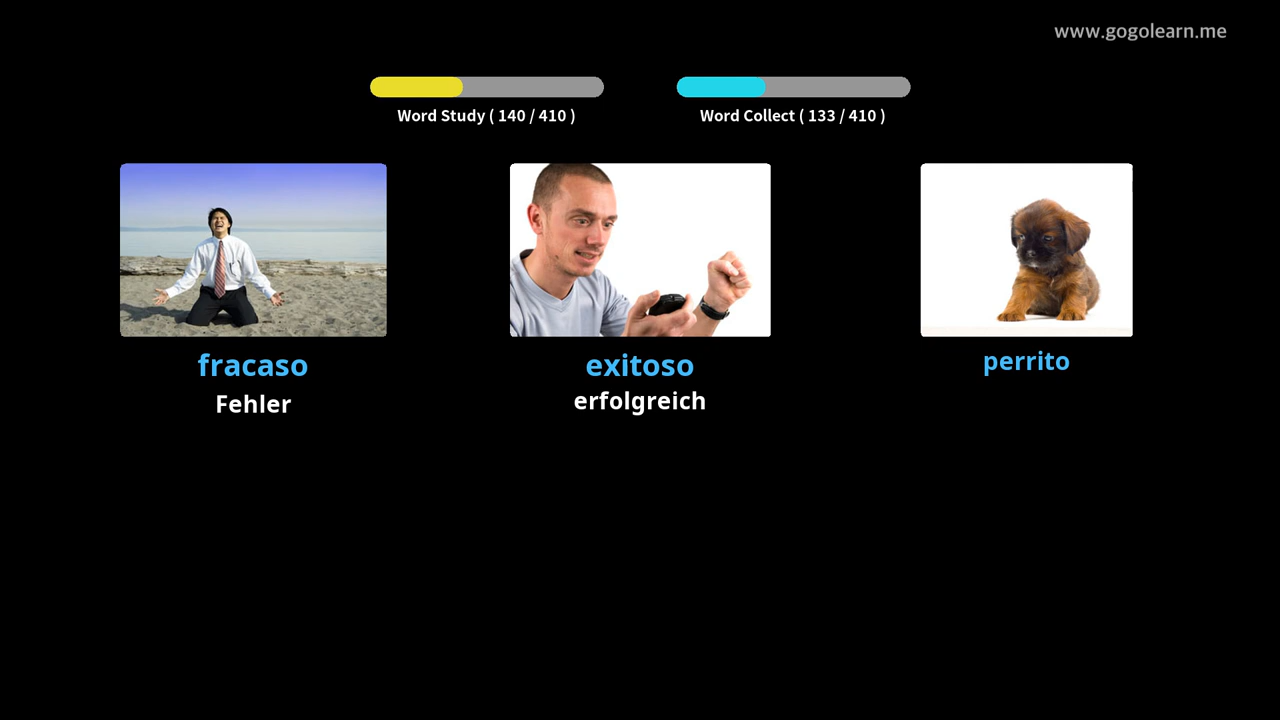 www.gogolearn.me
Word Study ( 140 / 410 )
Word Collect ( 133 / 410 )
fracaso
Fehler
exitoso
erfolgreich
perrito